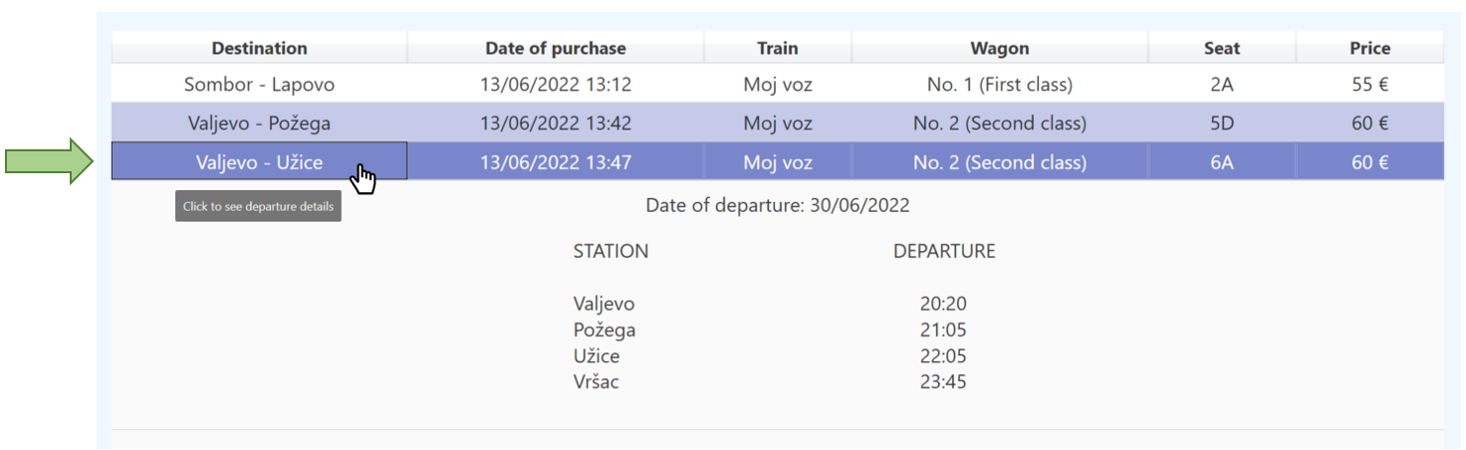 Destination Date of purchase Train Wagon Seat Price
Sombor - Lapovo 13/06/2022 13:12 Moj voz No. 1 (First class) 2A 55 €
Valjevo - Požega 13/06/2022 13:42 Moj voz No. 2 (Second class) 5D 60 €
Valjevo - Užice 13/06/2022 13:47 Moj voz No. 2 (Second class) 6A 60 €
Click to see departure details
Date of departure: 30/06/2022
STATION DEPARTURE
Valjevo 20:20
Požega 21:05
Užice 22:05
Vršac 23:45